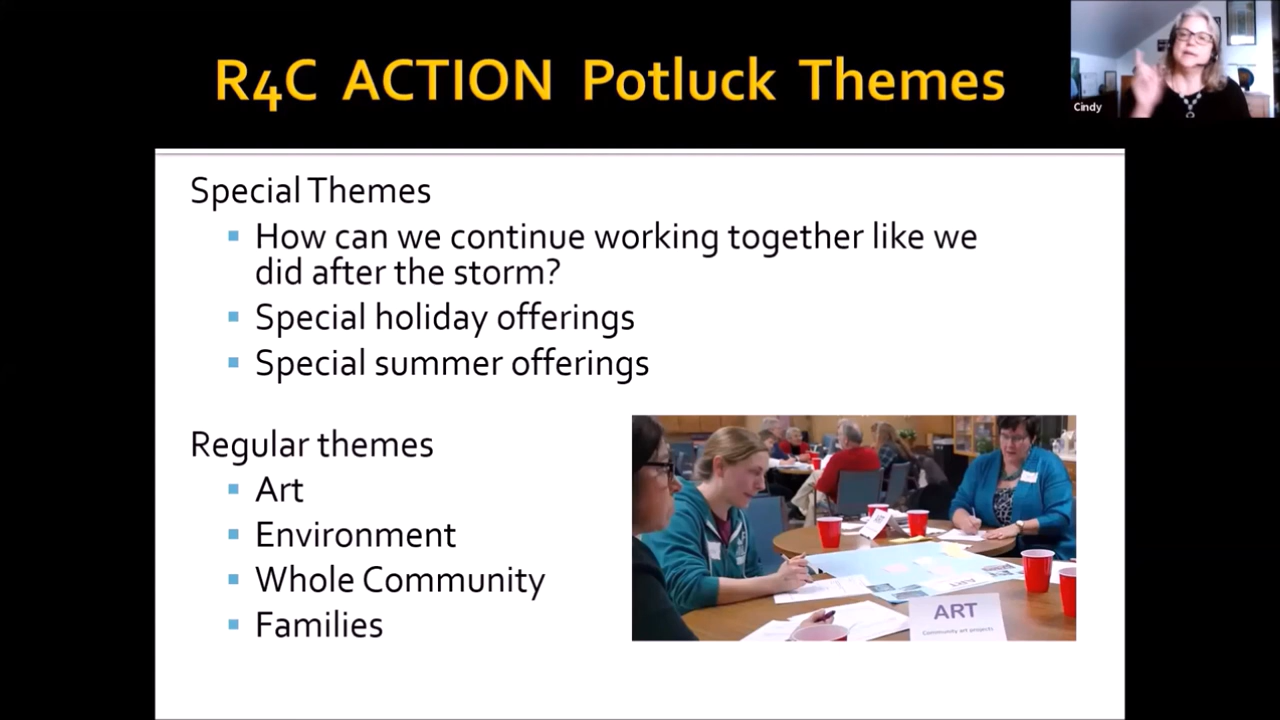 R4C ACTION Potluck Themes
Cindy
Special Themes
How can we continue working together like we
did after the storm?
Special holiday offerings
Special summer offerings
Regular themes
Art
Environment
Whole Community
Families
ART
ART
Community art projects